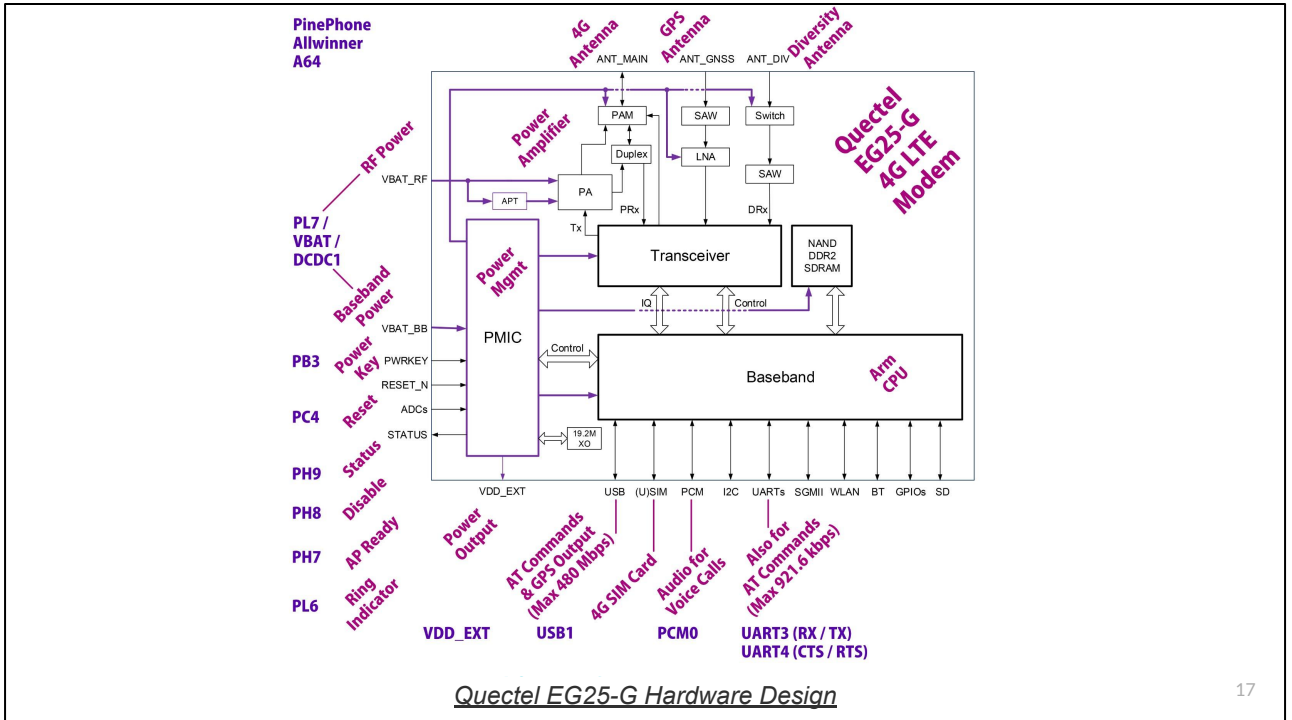 PinePhone
Allwinner
A64
4G
Antenna
GPS
Antenna
Diversity
Antenna
ANT_MAIN
ANT_GNSS
ANT_DIV
Quectel
EG25-G
4G LTE
Modem
Power
Amplifier
PAM
SAW
Switch
Duplex
LNA
SAW
RF Power
VBAT_RF
PA
APT
PRx
DRx
Tx
PL7 /
VBAT /
DCDC1
Power
Mgmt
Transceiver
NAND
DDR2
SDRAM
Baseband
Power
IQ
Control
VBAT_BB
PMIC
Control
Baseband
Arm
CPU
PB3
Power
Key
PWRKEY
RESET_N
PC4
Reset
ADCs
STATUS
19.2M
XO
PH9
Status
VDD_EXT
USB
(U)SIM
PCM
I2C
UARTs
SGMII
WLAN
BT
GPIOs
SD
PH8
Disable
PH7
AP Ready
PL6
Ring
Indicator
Power
Output
AT Commands
& GPS Output
(Max 480 Mbps)
4G SIM Card
Audio for
Voice Calls
Also for
AT Commands
(Max 921.6 kbps)
VDD_EXT
USB1
PCM0
UART3 (RX / TX)
UART4 (CTS / RTS)
Quectel EG25-G Hardware Design
17